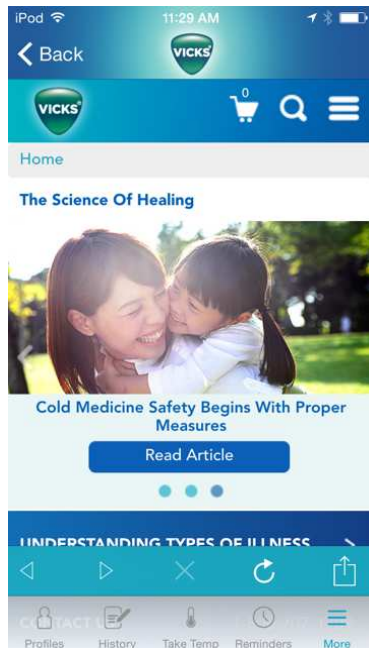 iPod 11:29 AM
Back VICKS
VICKS 0
Home
The Science Of Healing
Cold Medicine Safety Begins With Proper
Measures
Read Article
UNDERSTANDING TYPES OF ILLNESS >
CONTACT
Profiles History Take Temp Reminders More